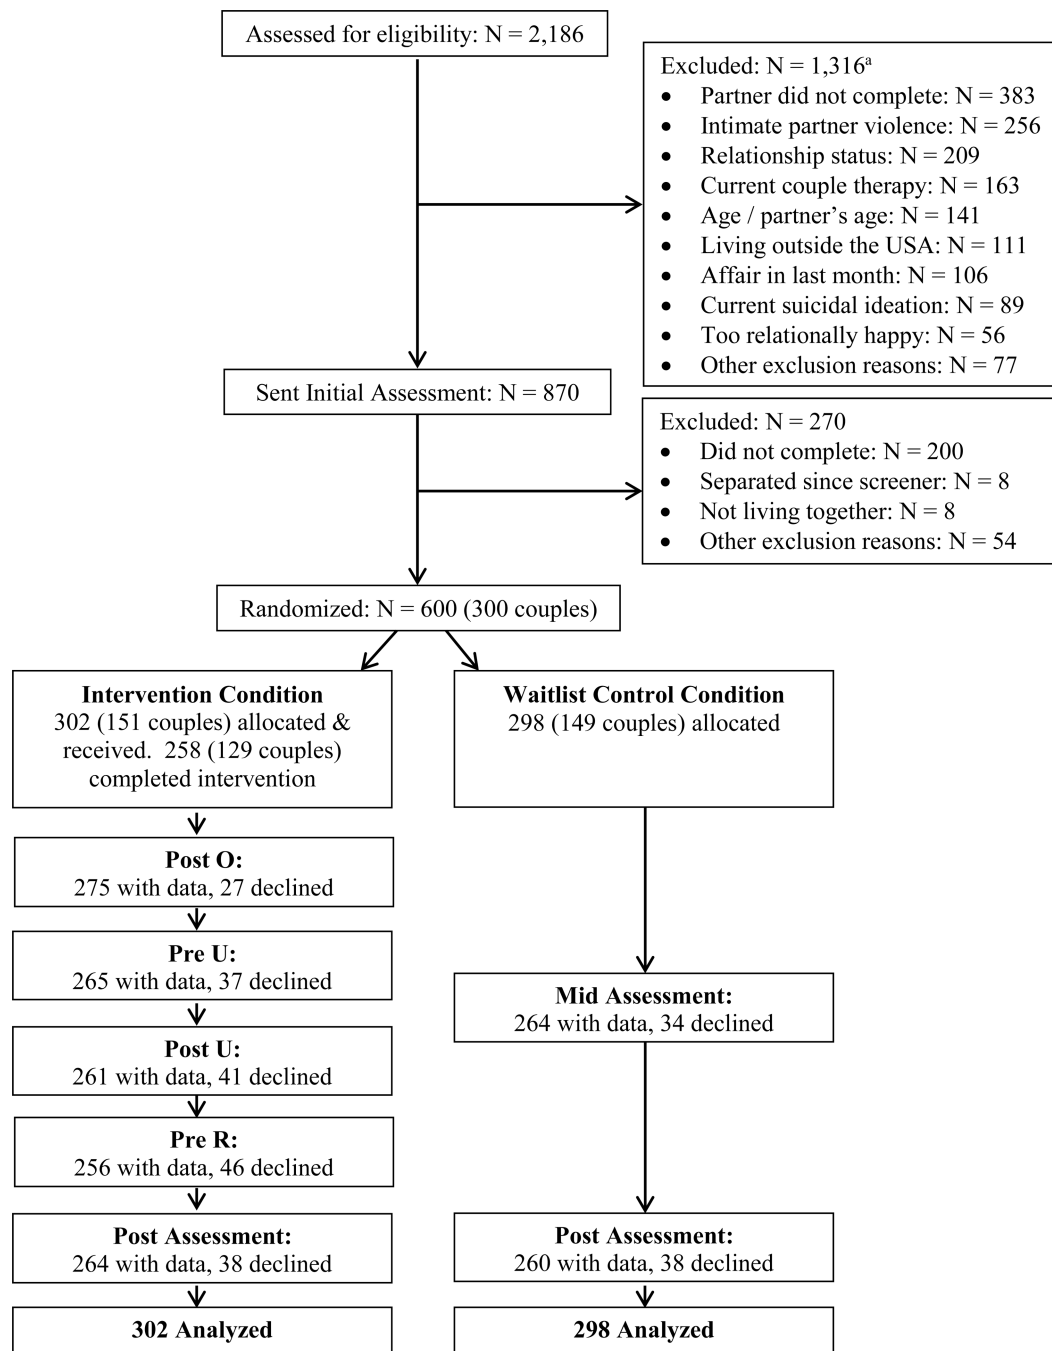 Assessed for eligibility: N = 2,186
Excluded: N = 1,316ᵃ
• Partner did not complete: N = 383
• Intimate partner violence: N = 256
• Relationship status: N = 209
• Current couple therapy: N = 163
• Age / partner’s age: N = 141
• Living outside the USA: N = 111
• Affair in last month: N = 106
• Current suicidal ideation: N = 89
• Too relationally happy: N = 56
• Other exclusion reasons: N = 77
Sent Initial Assessment: N = 870
Excluded: N = 270
• Did not complete: N = 200
• Separated since screener: N = 8
• Not living together: N = 8
• Other exclusion reasons: N = 54
Randomized: N = 600 (300 couples)
Intervention Condition
302 (151 couples) allocated &
received. 258 (129 couples)
completed intervention
Waitlist Control Condition
298 (149 couples) allocated
Post O:
275 with data, 27 declined
Pre U:
265 with data, 37 declined
Mid Assessment:
264 with data, 34 declined
Post U:
261 with data, 41 declined
Pre R:
256 with data, 46 declined
Post Assessment:
264 with data, 38 declined
Post Assessment:
260 with data, 38 declined
302 Analyzed
298 Analyzed